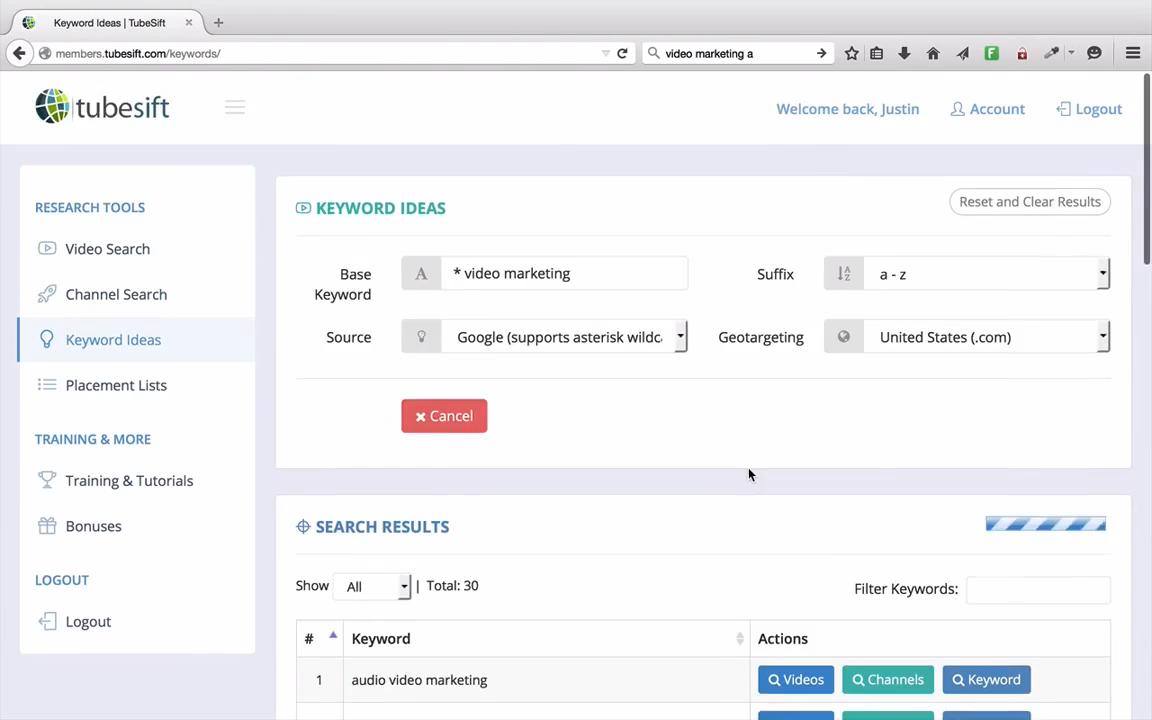 Keyword Ideas | TubeSift
members.tubesift.com/keywords/
video marketing a
tubesift
Welcome back, Justin
Account
Logout
RESEARCH TOOLS
Video Search
Channel Search
Keyword Ideas
Placement Lists
TRAINING & MORE
Training & Tutorials
Bonuses
LOGOUT
Logout
KEYWORD IDEAS
Reset and Clear Results
Base Keyword
A
* video marketing
Suffix
a - z
Source
Google (supports asterisk wildc
Geotargeting
United States (.com)
Cancel
SEARCH RESULTS
Show All | Total: 30
Filter Keywords:
# Keyword Actions
1 audio video marketing Videos Channels Keyword